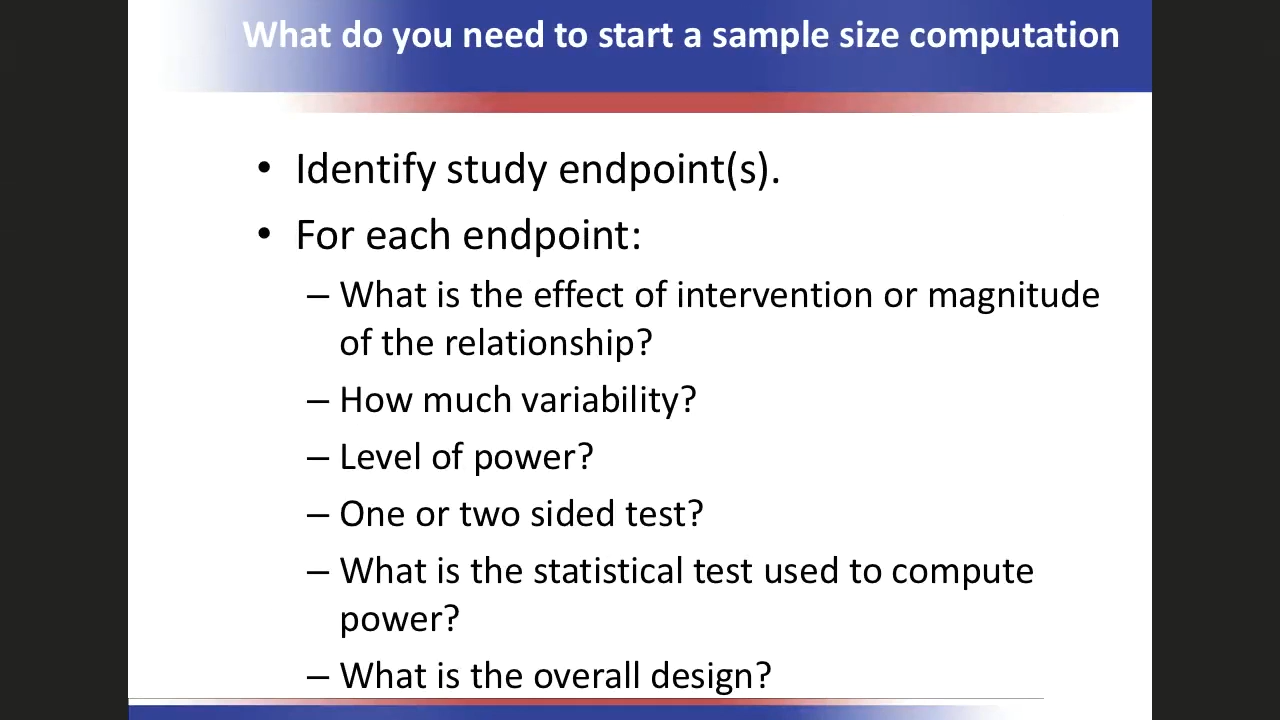 What do you need to start a sample size computation
• Identify study endpoint(s).
• For each endpoint:
– What is the effect of intervention or magnitude
of the relationship?
– How much variability?
– Level of power?
– One or two sided test?
– What is the statistical test used to compute
power?
– What is the overall design?